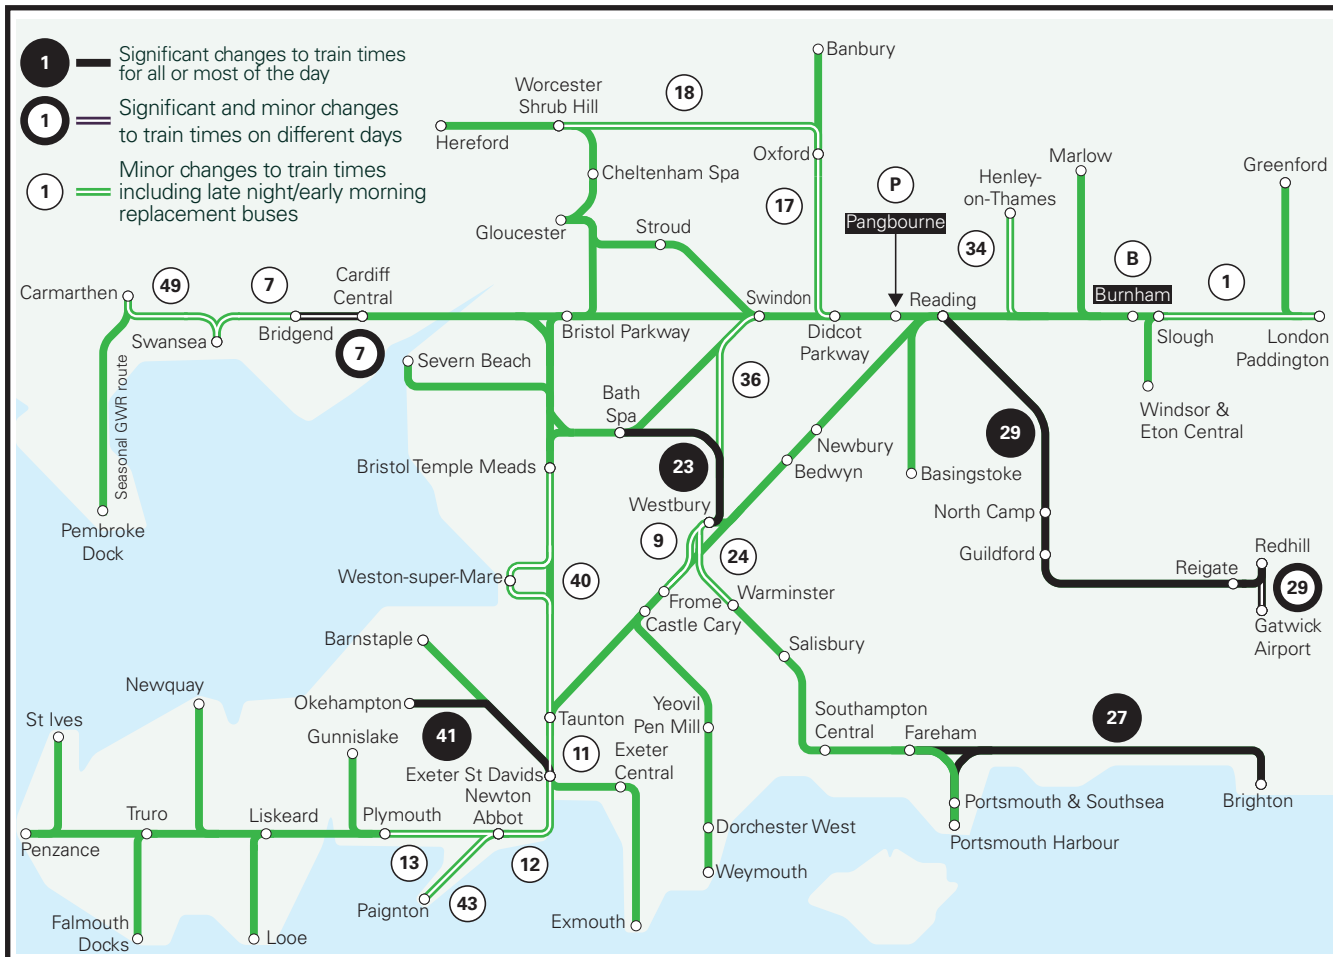 1
Significant changes to train times
for all or most of the day
1
Significant and minor changes
to train times on different days
1
Minor changes to train times
including late night/early morning
replacement buses
Banbury
Worcester
Shrub Hill
18
Hereford
Oxford
Marlow
Greenford
Cheltenham Spa
P
Henley-
on-Thames
17
Gloucester
Stroud
Pangbourne
34
B
Carmarthen
49
7
Cardiff
Central
Swindon
Reading
Burnham
1
Swansea
Bridgend
7
Bristol Parkway
Didcot
Parkway
Slough
London
Paddington
Seasonal GWR route
Severn Beach
36
Bath
Spa
Windsor &
Eton Central
29
Newbury
Bristol Temple Meads
23
Bedwyn
Basingstoke
Westbury
North Camp
Pembroke
Dock
9
24
Guildford
Redhill
Weston-super-Mare
40
Reigate
29
Frome
Warminster
Castle Cary
Gatwick
Airport
Barnstaple
Salisbury
Newquay
Okehampton
Yeovil
Pen Mill
St Ives
Taunton
Southampton
Central
Fareham
27
Gunnislake
41
11
Exeter
Central
Exeter St Davids
Newton
Abbot
Portsmouth & Southsea
Brighton
Truro
Liskeard
Plymouth
Dorchester West
Penzance
Portsmouth Harbour
13
12
Weymouth
43
Paignton
Falmouth
Docks
Looe
Exmouth